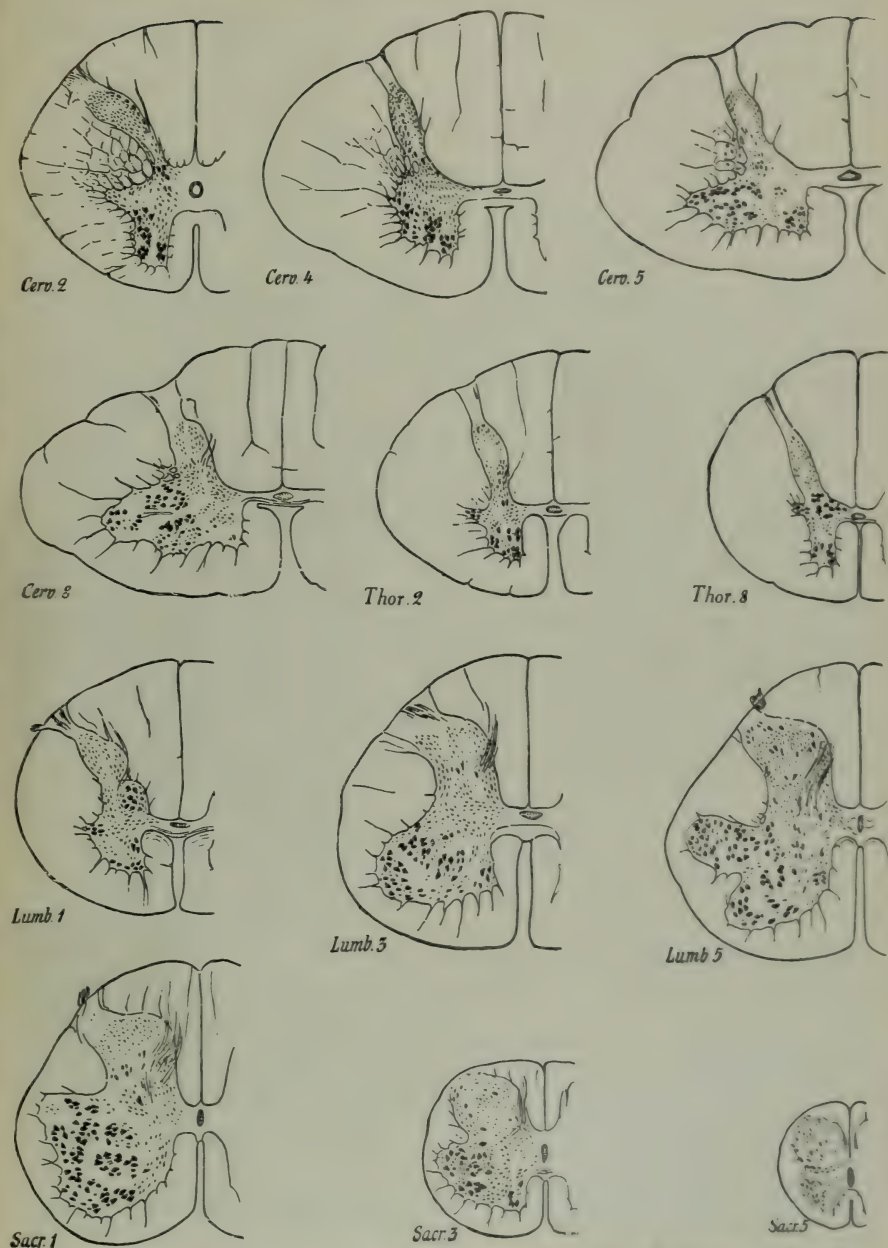 Cerv. 2
Cerv. 4
Cerv. 5
Cerv. 8
Thor. 2
Thor. 8
Lumb. 1
Lumb. 3
Lumb 5
Sacr. 1
Sacr. 3
Sacr. 5